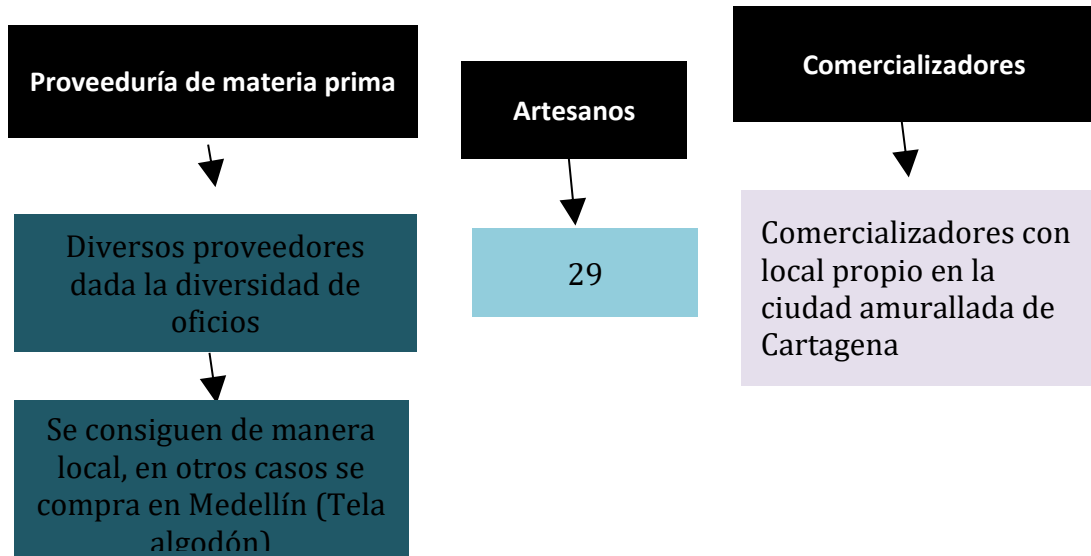 Proveeduría de materia prima
Diversos proveedores
dada la diversidad de
oficios
Se consiguen de manera
local, en otros casos se
compra en Medellín (Tela
algodón)
Artesanos
29
Comercializadores
Comercializadores con
local propio en la
ciudad amurallada de
Cartagena